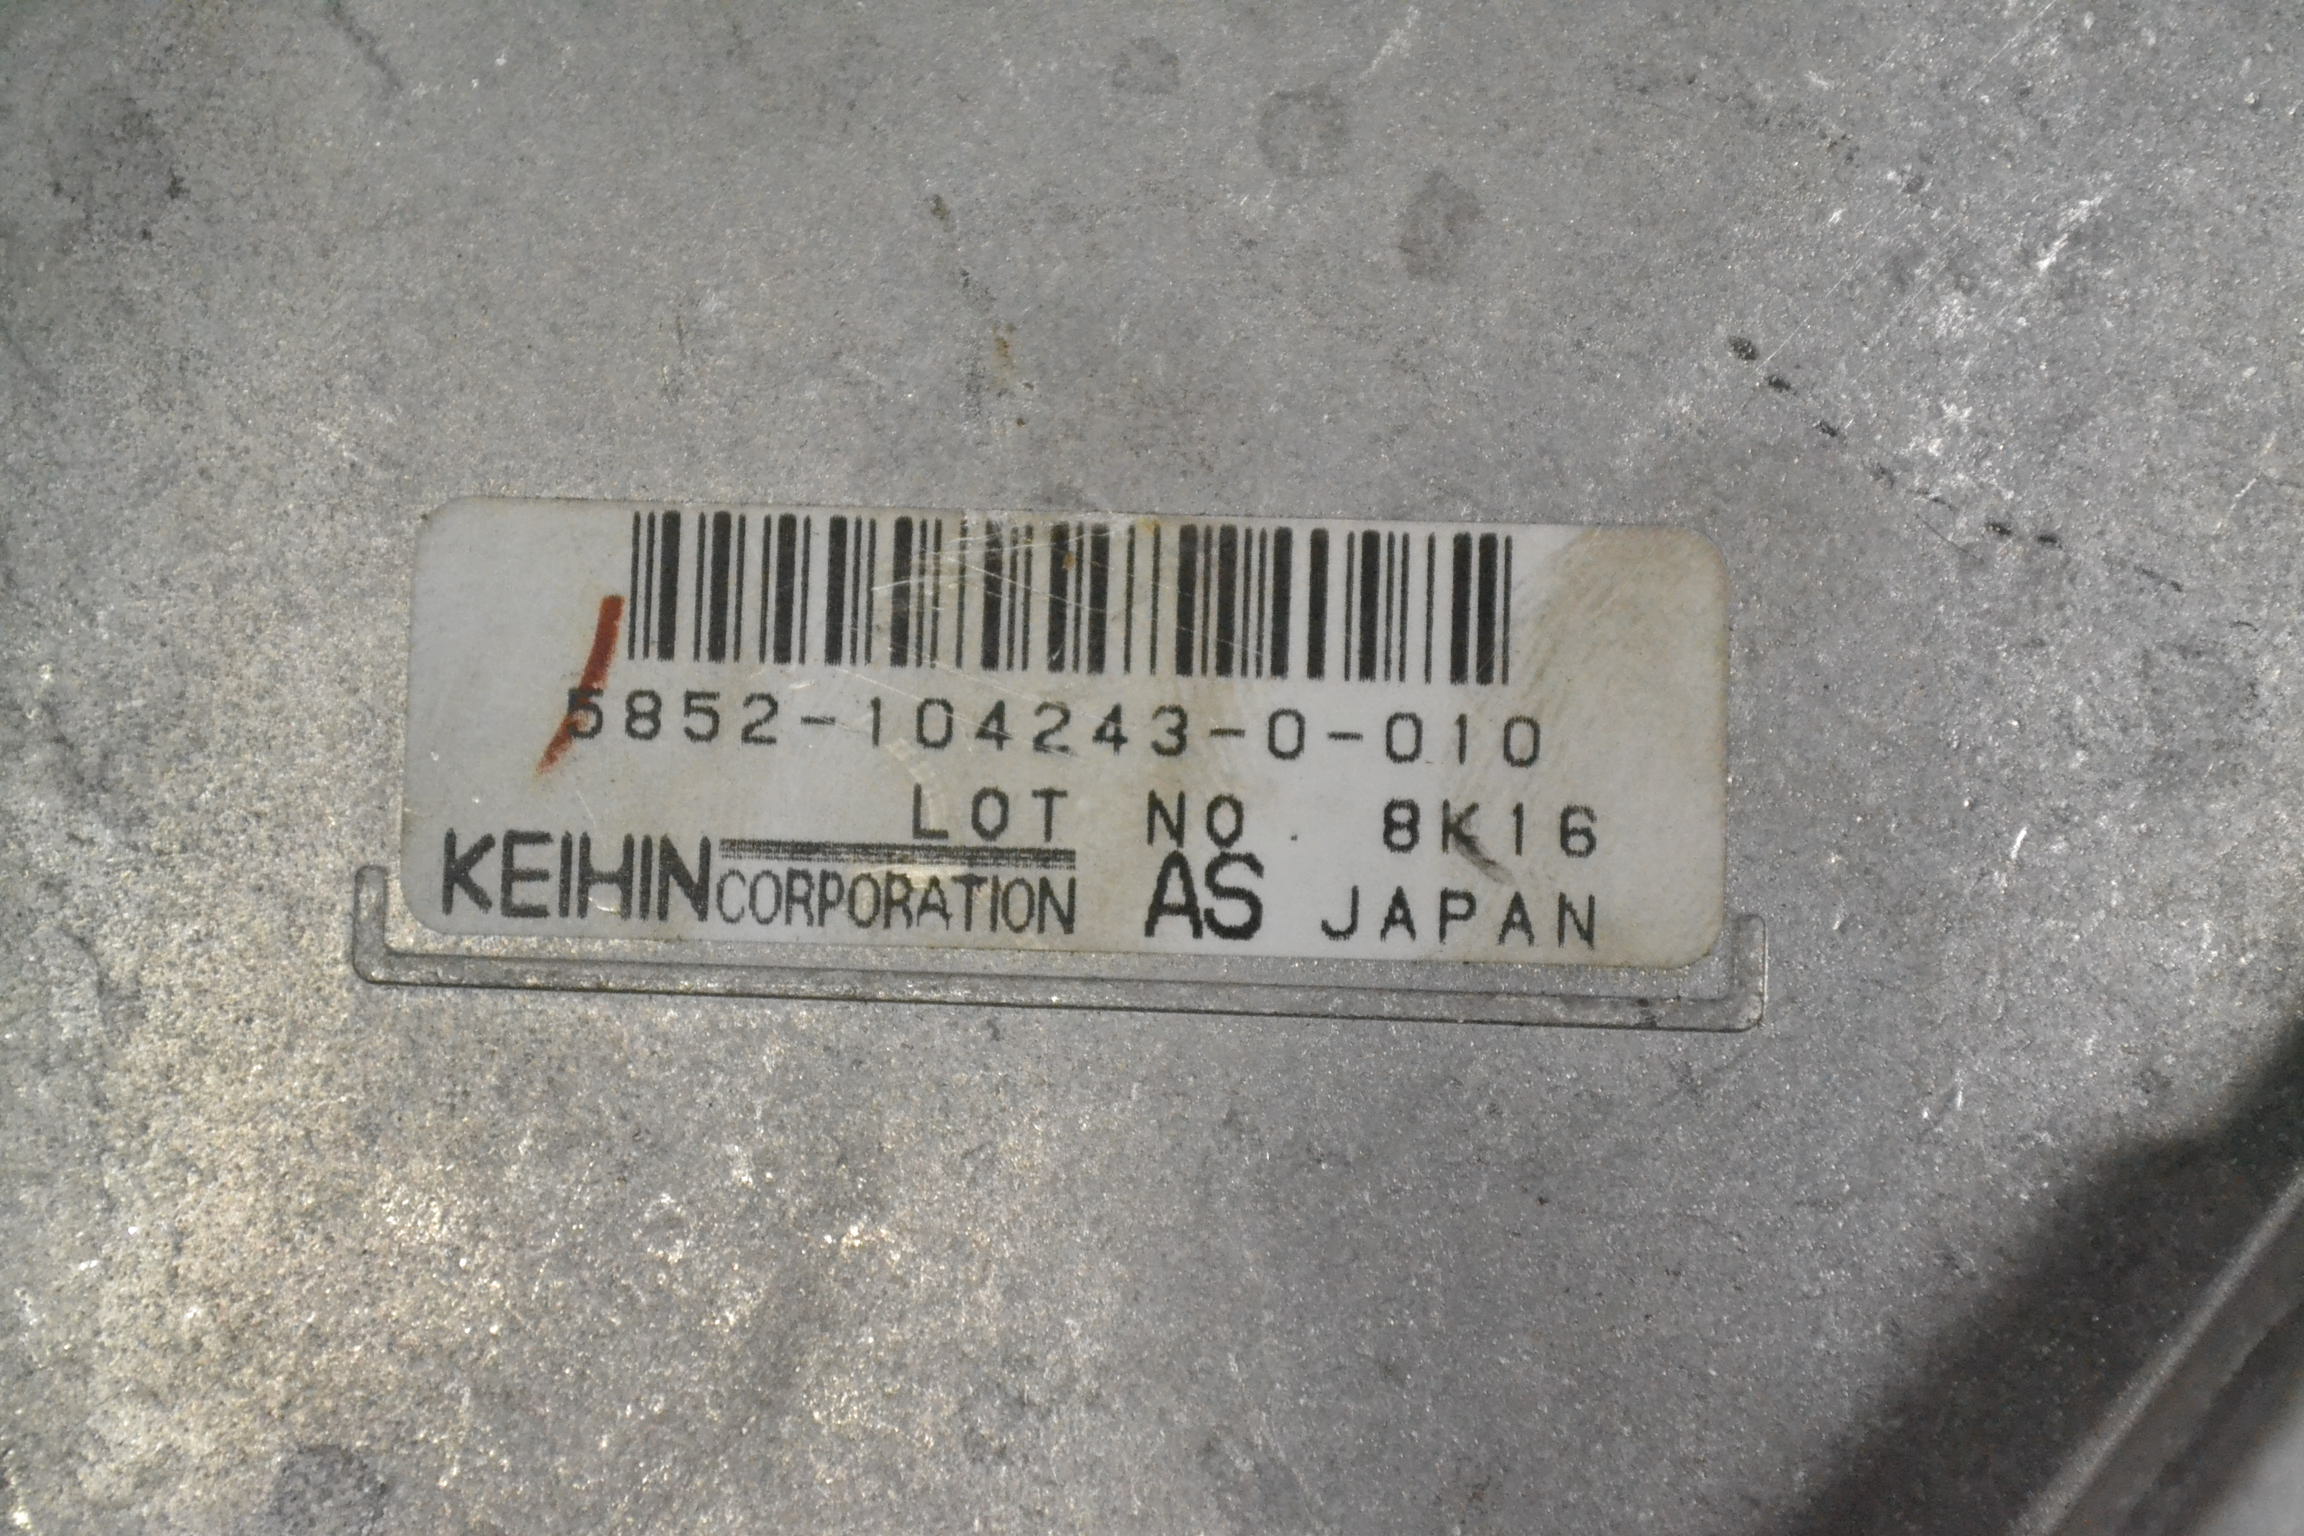 5852-104243-0-010
LOT NO. 8K16
KEIHIN CORPORATION AS JAPAN